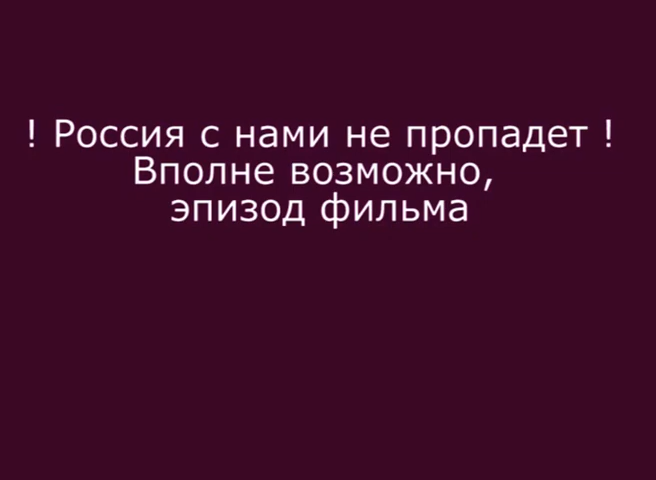 ! Россия с нами не пропадет !
Вполне возможно,
эпизод фильма